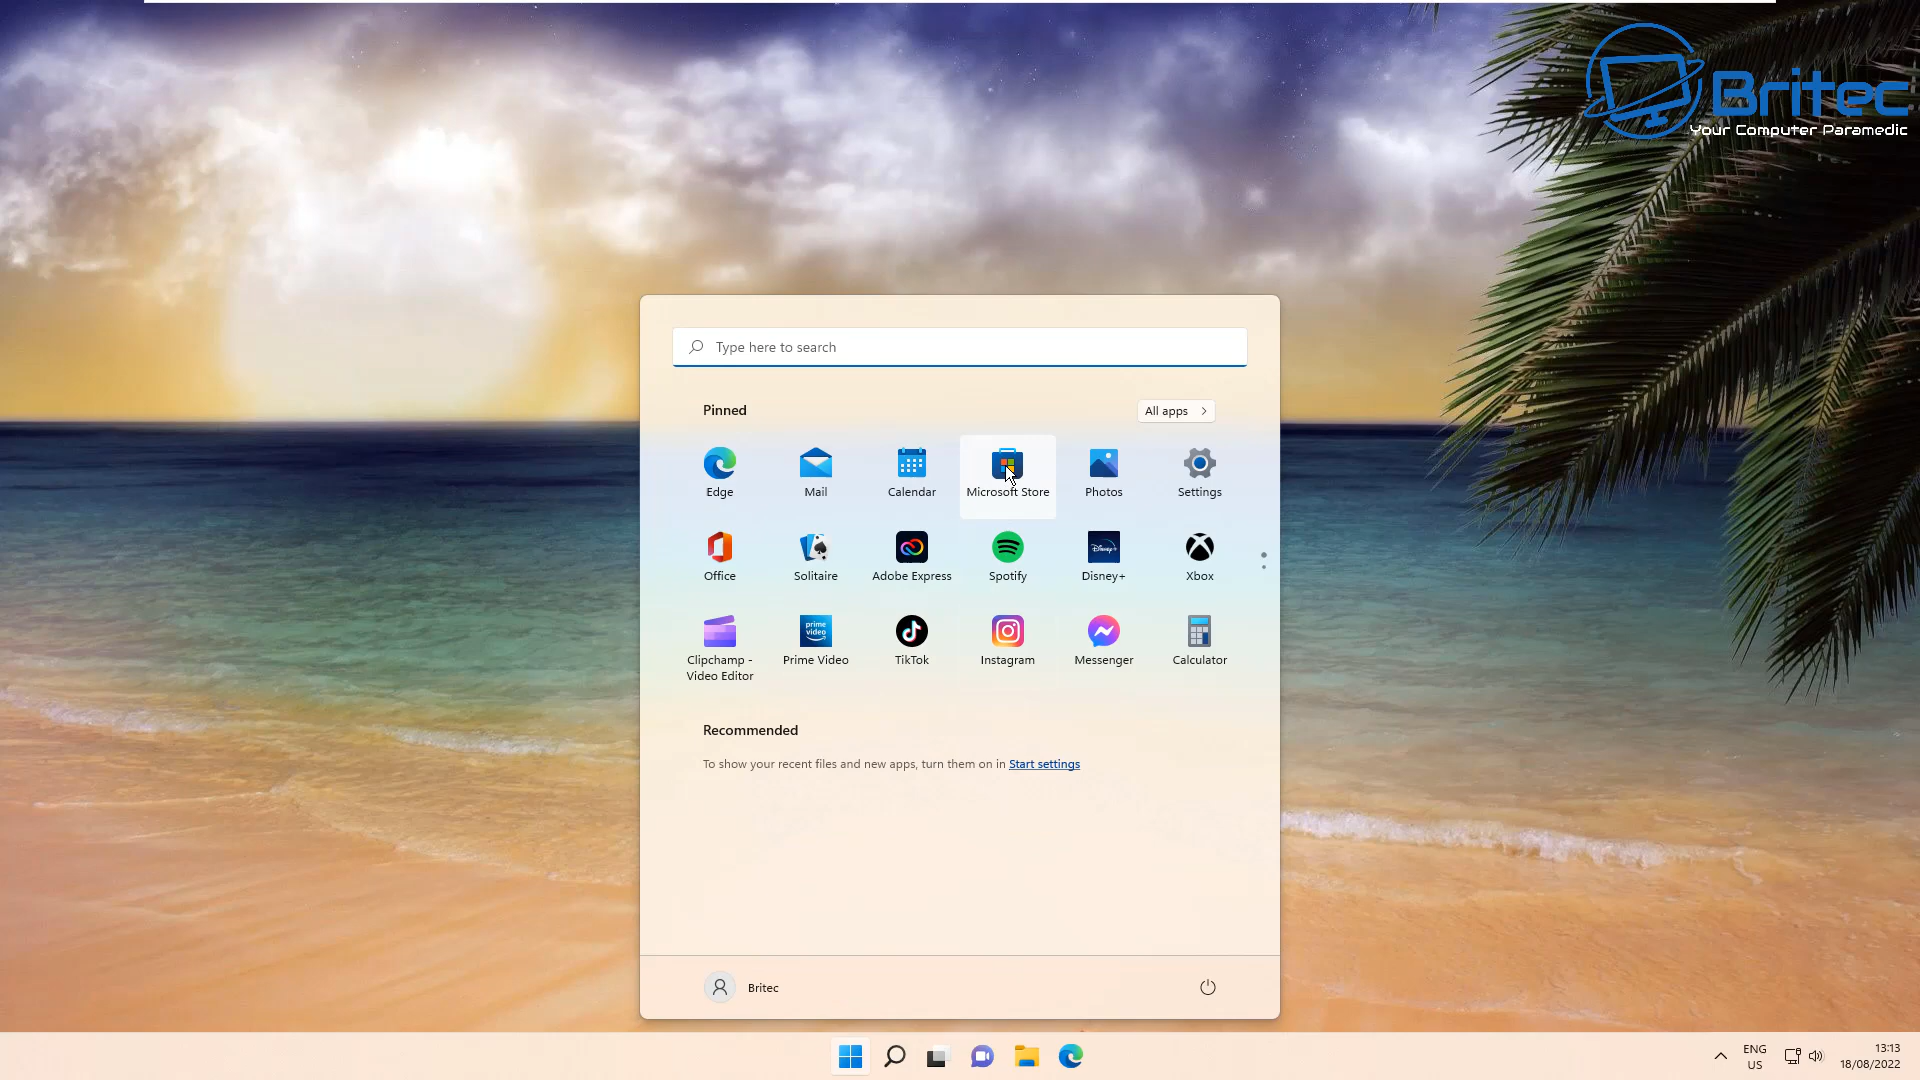 Britec
Your Computer Paramedic
Type here to search
Pinned
All apps
Edge
Mail
Calendar
Microsoft Store
Photos
Settings
Office
Solitaire
Adobe Express
Spotify
Disney+
Disney+
Xbox
prime
video
Clipchamp -
Video Editor
Prime Video
TikTok
Instagram
Messenger
Calculator
Recommended
To show your recent files and new apps, turn them on in Start settings
Britec
ENG
US
13:13
18/08/2022